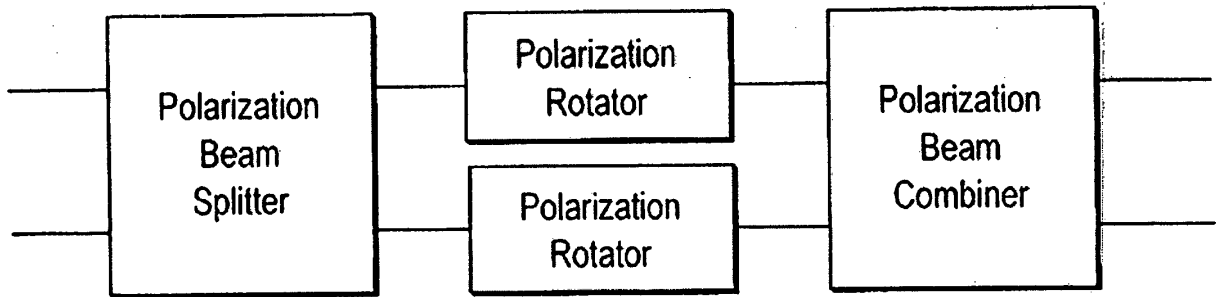 Polarization
Beam
Splitter
Polarization
Rotator
Polarization
Rotator
Polarization
Beam
Combiner